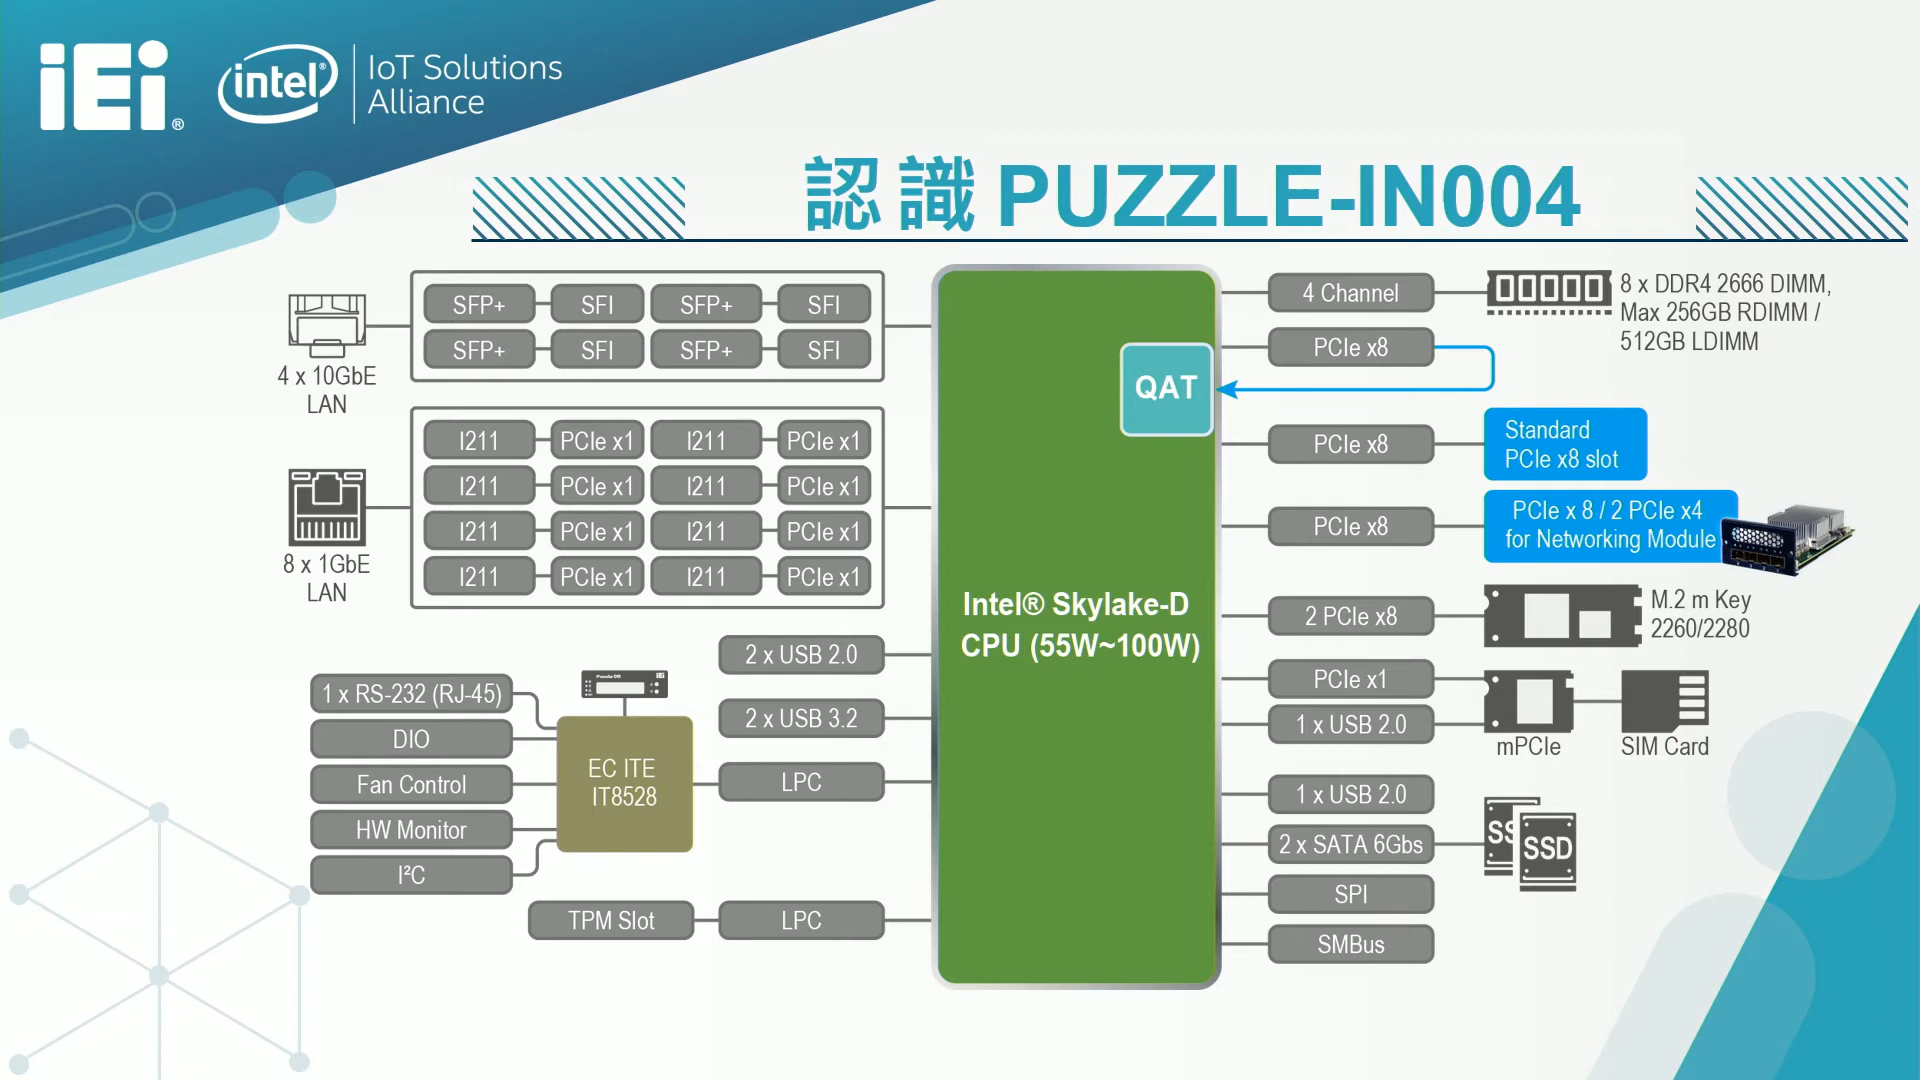 iEi®
intel®
IoT Solutions
Alliance
認識 PUZZLE-IN004
4 x 10GbE
LAN
SFP+ SFI SFP+ SFI
SFP+ SFI SFP+ SFI
8 x 1GbE
LAN
I211 PCIe x1 I211 PCIe x1
I211 PCIe x1 I211 PCIe x1
I211 PCIe x1 I211 PCIe x1
I211 PCIe x1 I211 PCIe x1
2 x USB 2.0
2 x USB 3.2
LPC
1 x RS-232 (RJ-45)
DIO
Fan Control
HW Monitor
I²C
iEi
EC ITE
IT8528
TPM Slot
LPC
QAT
Intel® Skylake-D
CPU (55W~100W)
4 Channel
8 x DDR4 2666 DIMM,
Max 256GB RDIMM /
512GB LDIMM
PCIe x8
PCIe x8
Standard
PCIe x8 slot
PCIe x8
PCIe x 8 / 2 PCIe x4
for Networking Module
2 PCIe x8
M.2 m Key
2260/2280
PCIe x1
1 x USB 2.0
mPCIe
SIM Card
1 x USB 2.0
2 x SATA 6Gbs
SS
SSD
SPI
SMBus